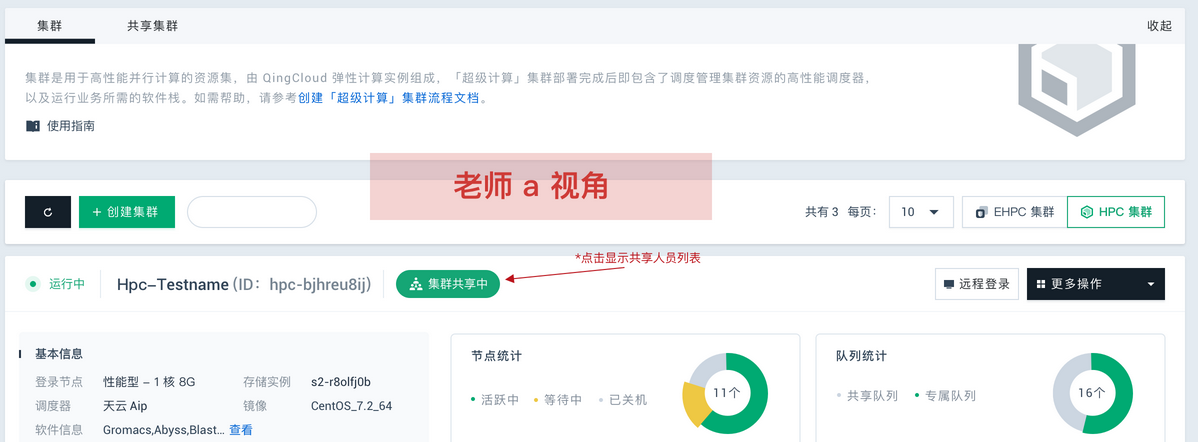 集群 共享集群 收起
集群是用于高性能并行计算的资源集，由 QingCloud 弹性计算实例组成，「超级计算」集群部署完成后即包含了调度管理集群资源的高性能调度器，
以及运行业务所需的软件栈。如需帮助，请参考创建「超级计算」集群流程文档。
使用指南
老师 a 视角
+ 创建集群 共有 3 每页： 10 EHPC 集群 HPC 集群
*点击显示共享人员列表
运行中 Hpc-Testname (ID： hpc-bjhreu8ij) 集群共享中 远程登录 更多操作
基本信息 节点统计 队列统计
登录节点 性能型 – 1 核 8G 存储实例 s2-r8olfj0b
活跃中 等待中 已关机 11个 共享队列 专属队列 16个
调度器 天云 Aip 镜像 CentOS_7.2_64
软件信息 Gromacs,Abyss,Blast... 查看